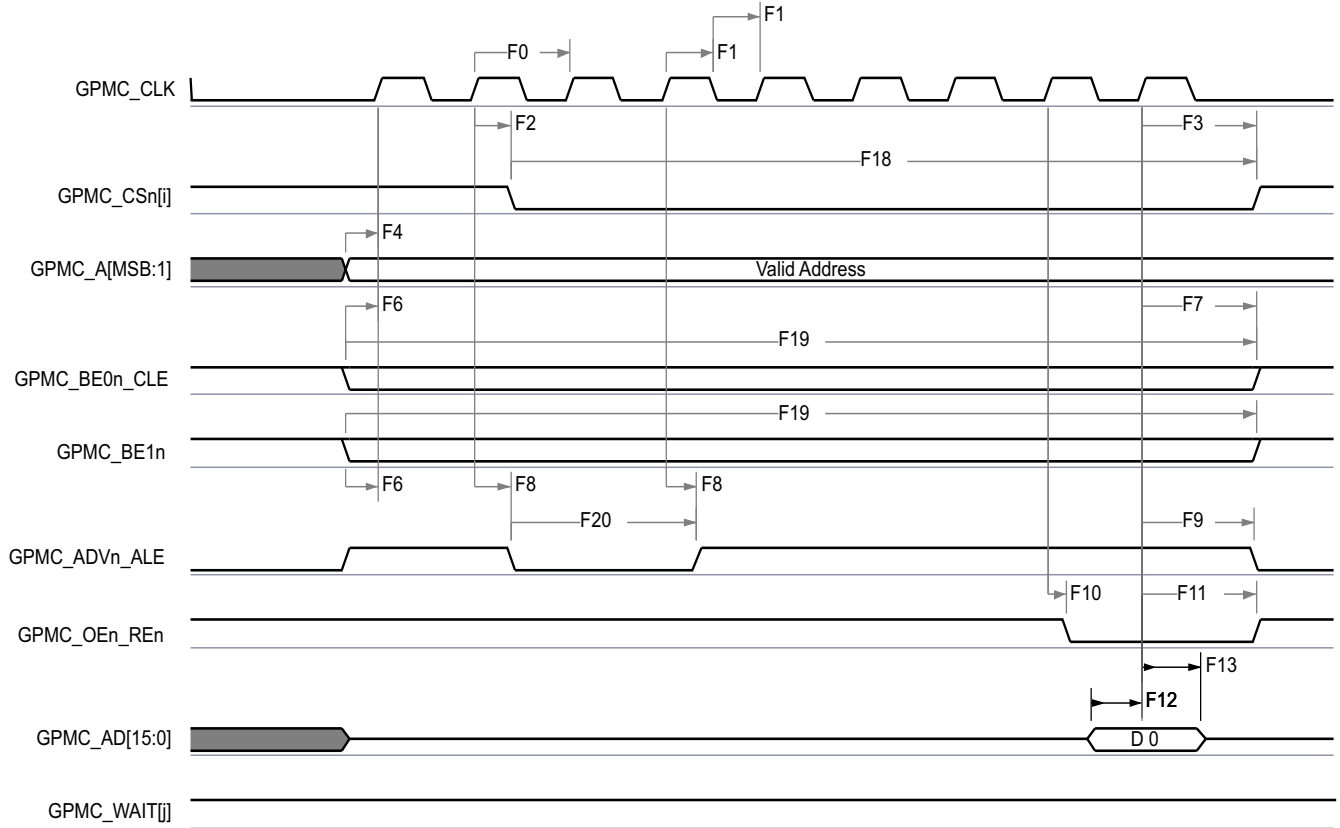 F1
F0
F1
GPMC_CLK
F2
F3
F18
GPMC_CSn[i]
F4
GPMC_A[MSB:1]
Valid Address
F6
F7
F19
GPMC_BE0n_CLE
F19
GPMC_BE1n
F6
F8
F8
F20
F9
GPMC_ADVn_ALE
F10
F11
GPMC_OEn_REn
F13
F12
GPMC_AD[15:0]
D 0
GPMC_WAIT[j]